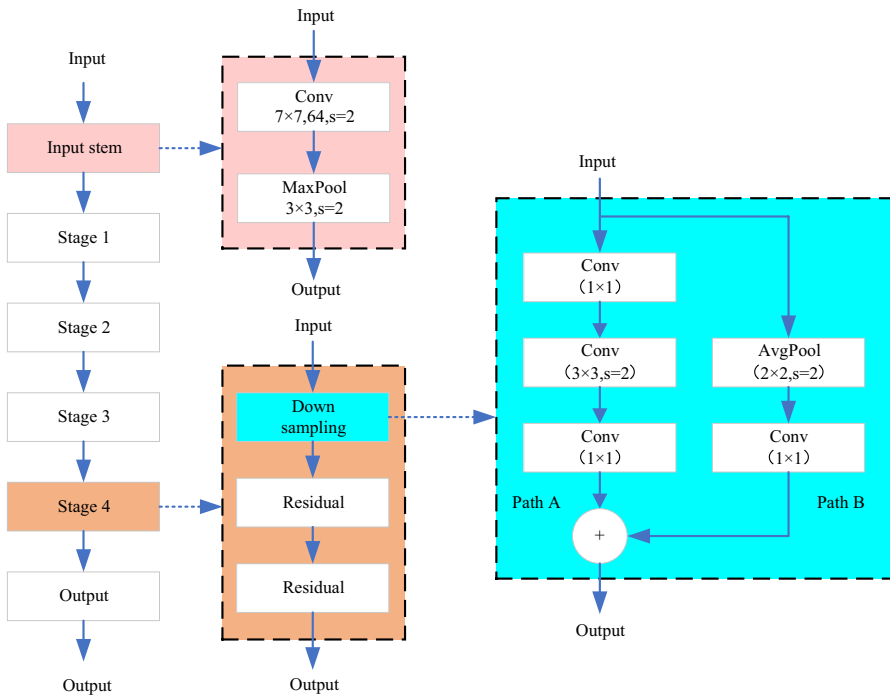 Input
Input stem
Stage 1
Stage 2
Stage 3
Stage 4
Output
Output
Input
Conv
7×7,64,s=2
MaxPool
3×3,s=2
Output
Input
Down
sampling
Residual
Residual
Output
Input
Conv
(1×1)
Conv
(3×3,s=2)
Conv
(1×1)
AvgPool
(2×2,s=2)
Conv
(1×1)
Path A
Path B
+
Output